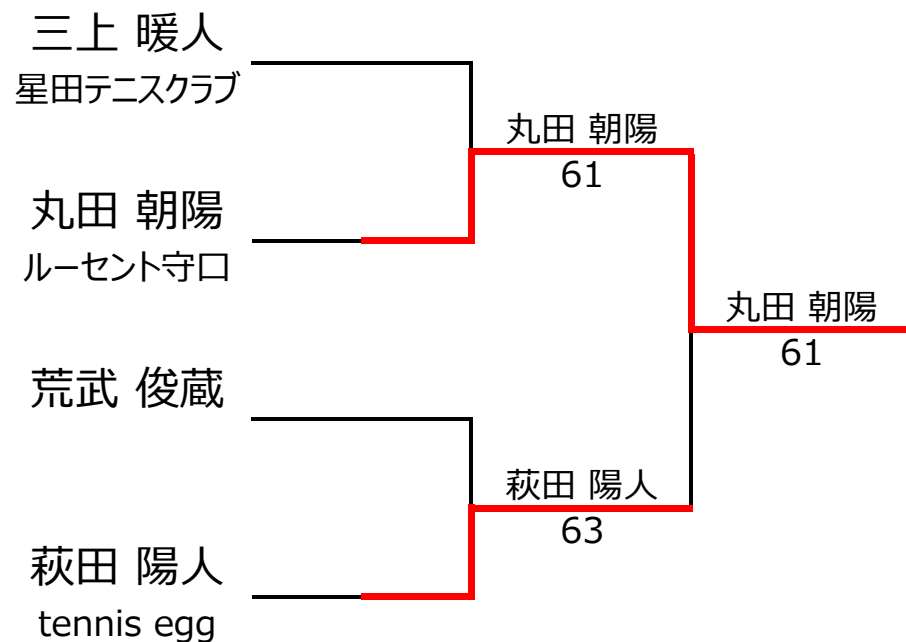 三上 暖人
星田テニスクラブ
丸田 朝陽
61
丸田 朝陽
ルーセント守口
丸田 朝陽
61
荒武 俊蔵
萩田 陽人
63
萩田 陽人
tennis egg